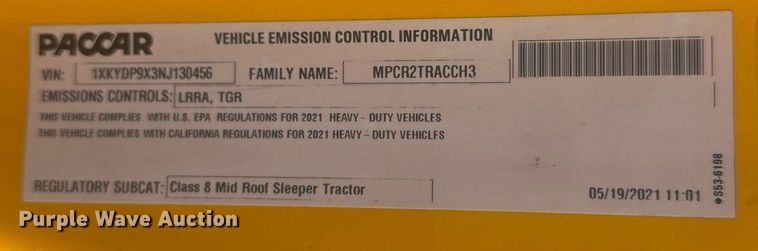 PACCAR VEHICLE EMISSION CONTROL INFORMATION
VIN: 1XKYDP9X3NJ130456 FAMILY NAME: MPCR2TRACCH3
EMISSIONS CONTROLS: LRRA, TGR
THIS VEHICLE COMPLIES WITH U.S. EPA REGULATIONS FOR 2021 HEAVY - DUTY VEHICLES
THIS VEHICLE COMPLIES WITH CALIFORNIA REGULATIONS FOR 2021 HEAVY - DUTY VEHICLES
REGULATORY SUBCAT: Class 8 Mid Roof Sleeper Tractor
05/19/2021 11:01
S53-6198
Purple Wave Auction